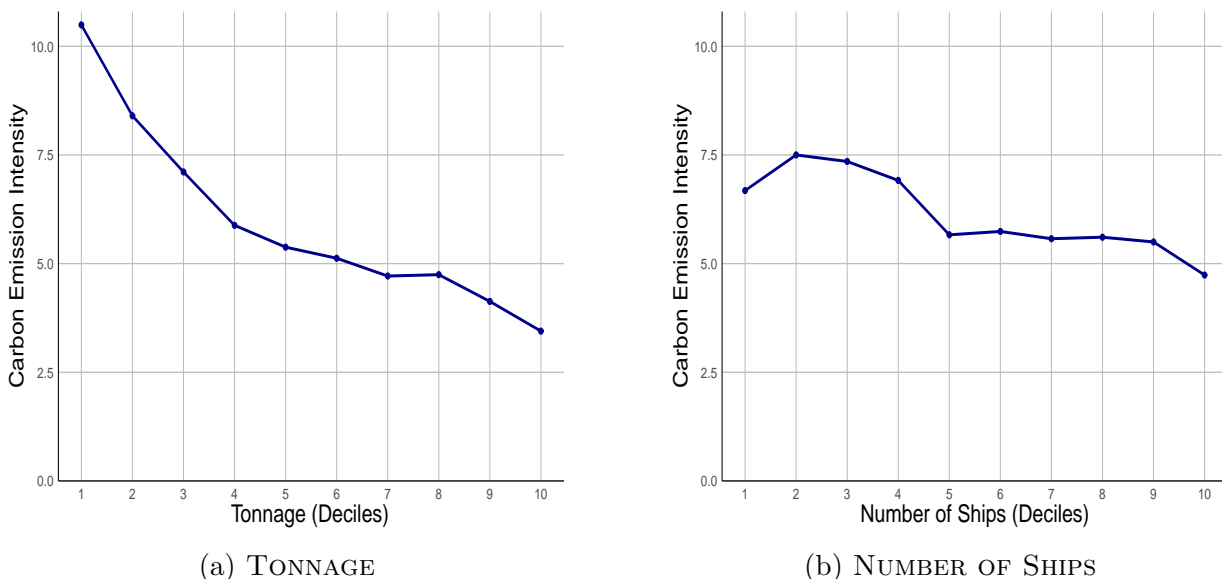 10.0
7.5
5.0
2.5
0.0
Carbon Emission Intensity
1 2 3 4 5 6 7 8 9 10
Tonnage (Deciles)
(a) Tonnage
10.0
7.5
5.0
2.5
0.0
Carbon Emission Intensity
1 2 3 4 5 6 7 8 9 10
Number of Ships (Deciles)
(b) Number of Ships